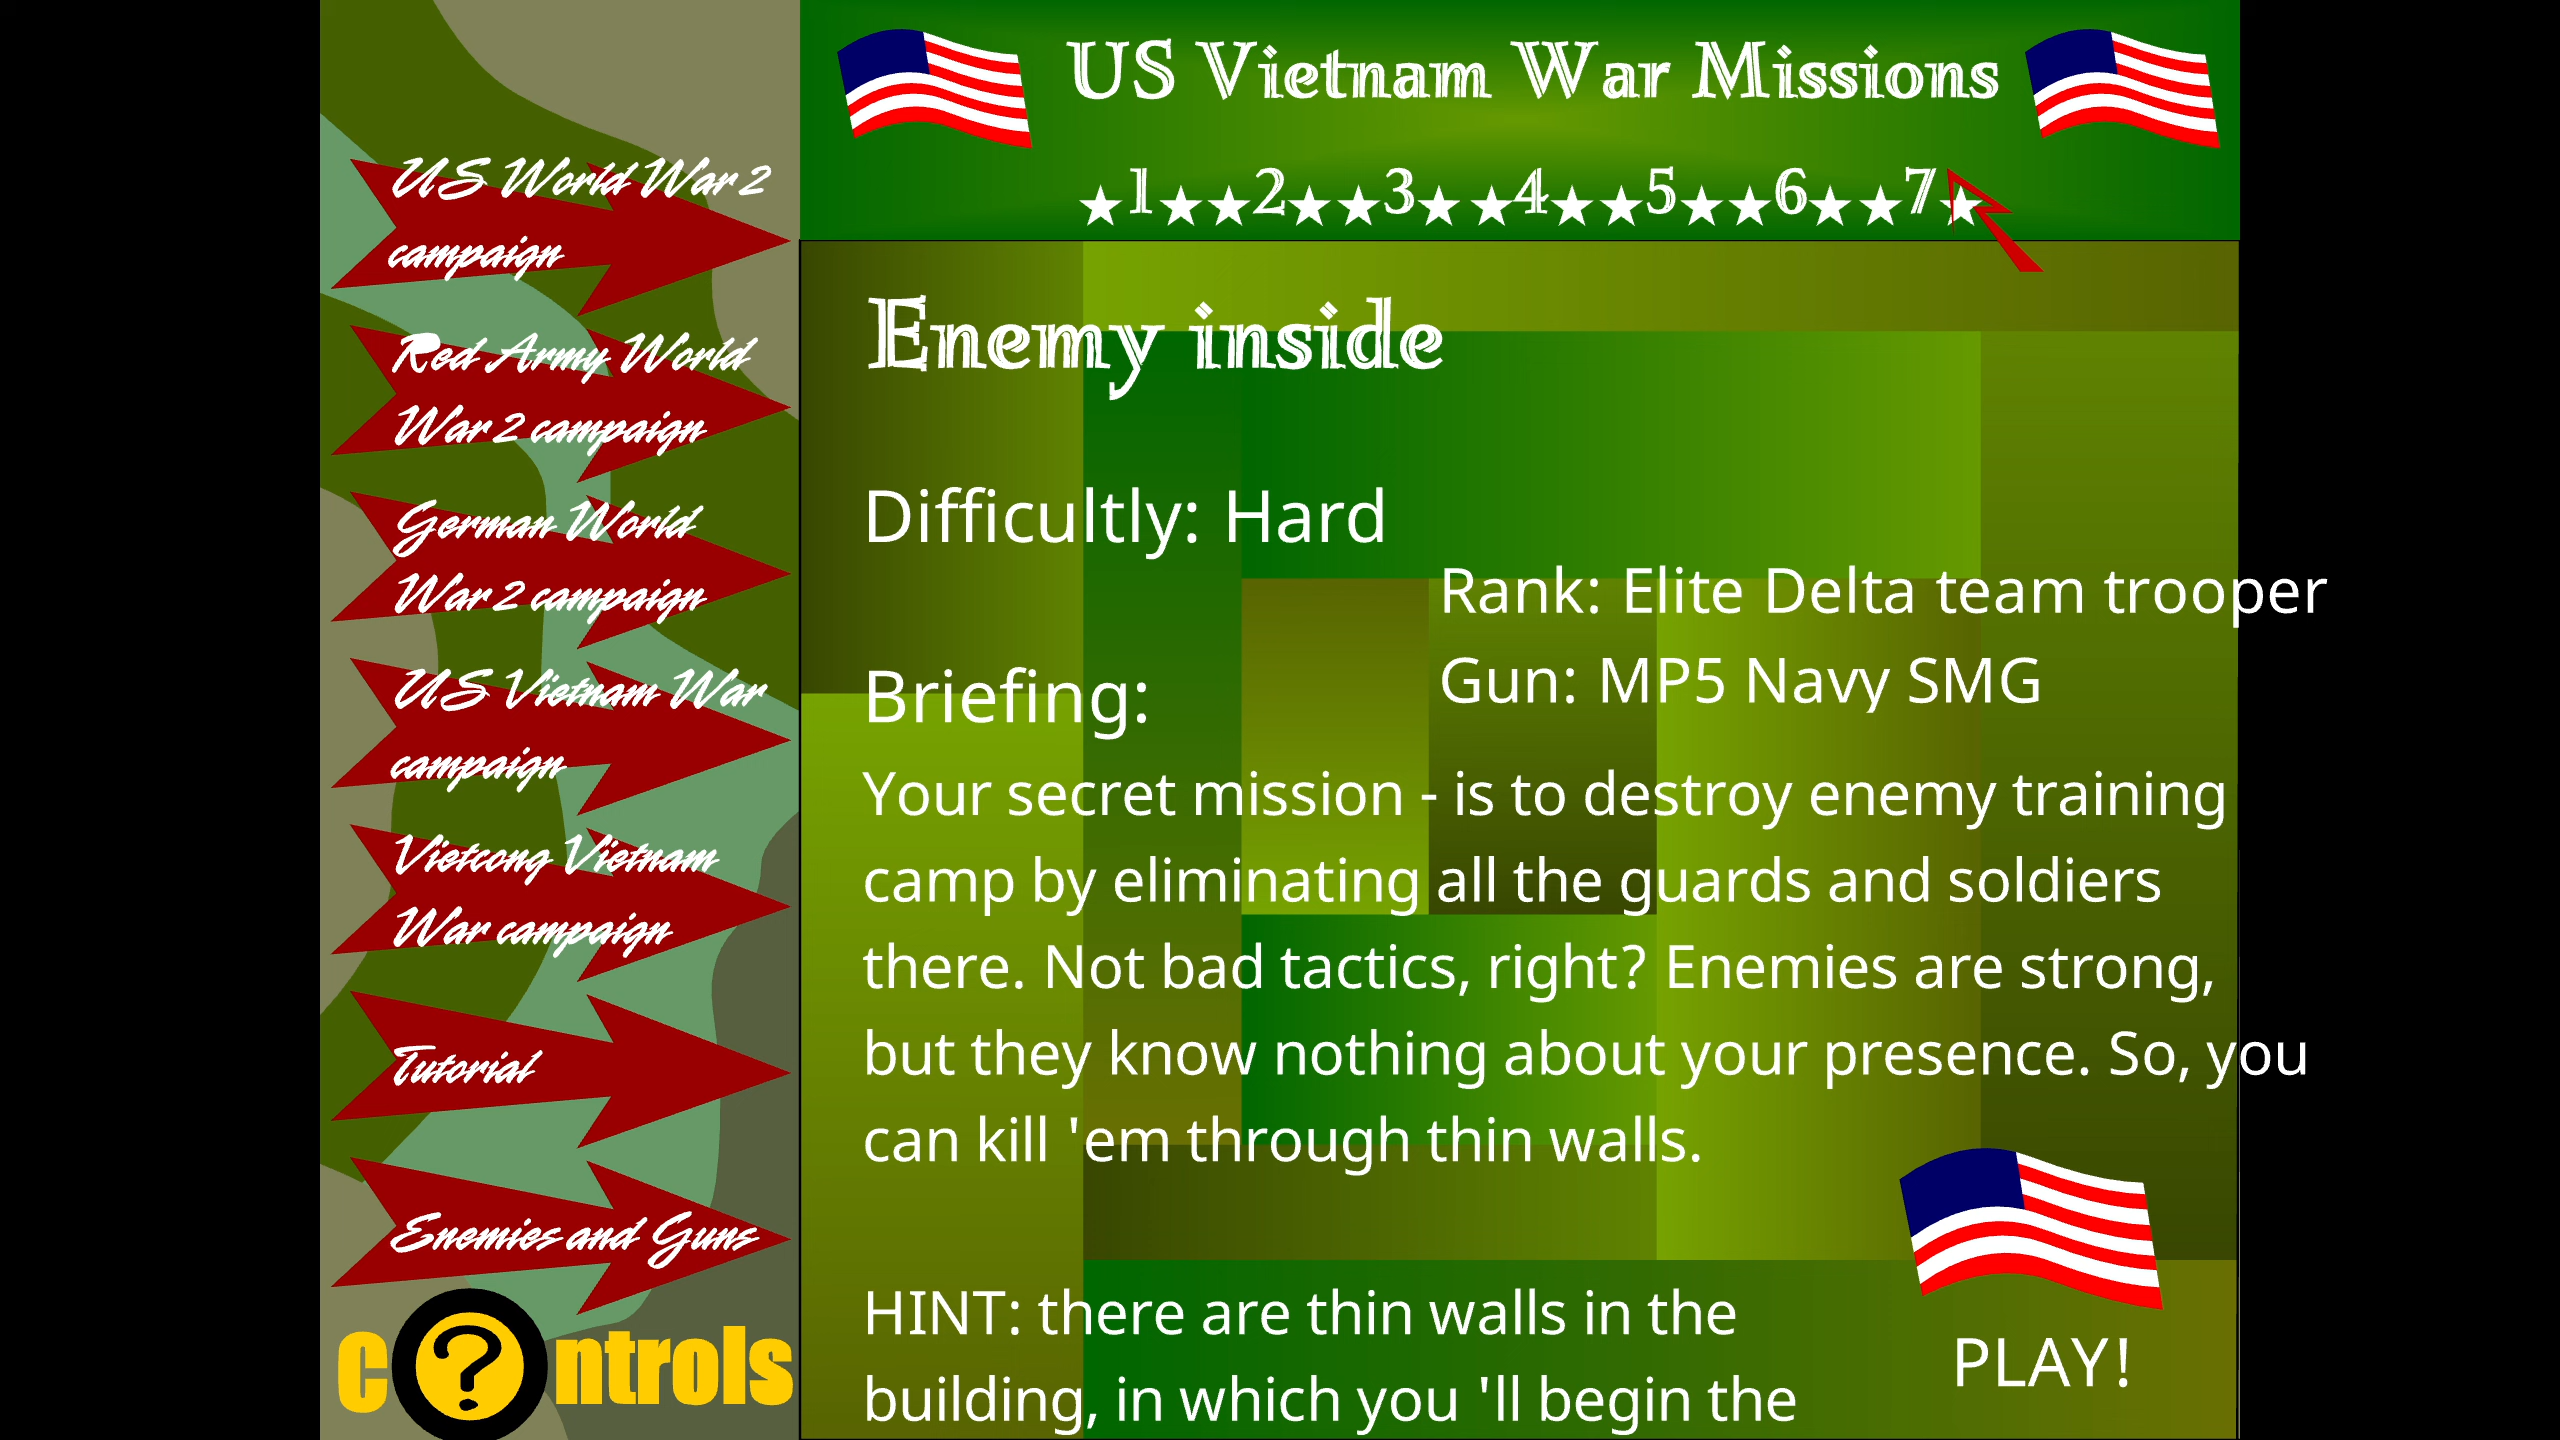 US World War 2
campaign
Red Army World
War 2 campaign
German World
War 2 campaign
US Vietnam War
campaign
Vietcong Vietnam
War campaign
Tutorial
Enemies and Guns
c?ntrols
US Vietnam War Missions
★1★★2★★3★★4★★5★★6★★7★
Enemy inside
Difficultly: Hard
Rank: Elite Delta team trooper
Gun: MP5 Navy SMG
Briefing:
Your secret mission - is to destroy enemy training
camp by eliminating all the guards and soldiers
there. Not bad tactics, right? Enemies are strong,
but they know nothing about your presence. So, you
can kill 'em through thin walls.
HINT: there are thin walls in the
building, in which you 'll begin the
PLAY!